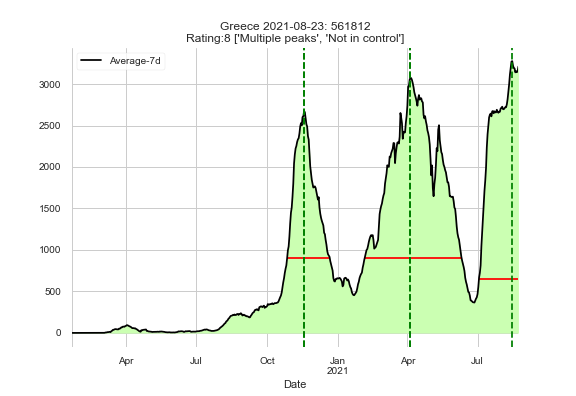 Greece 2021-08-23: 561812
Rating:8 ['Multiple peaks', 'Not in control']
Average-7d
3000
2500
2000
1500
1000
500
0
Apr Jul Oct Jan Apr Jul
2021
Date